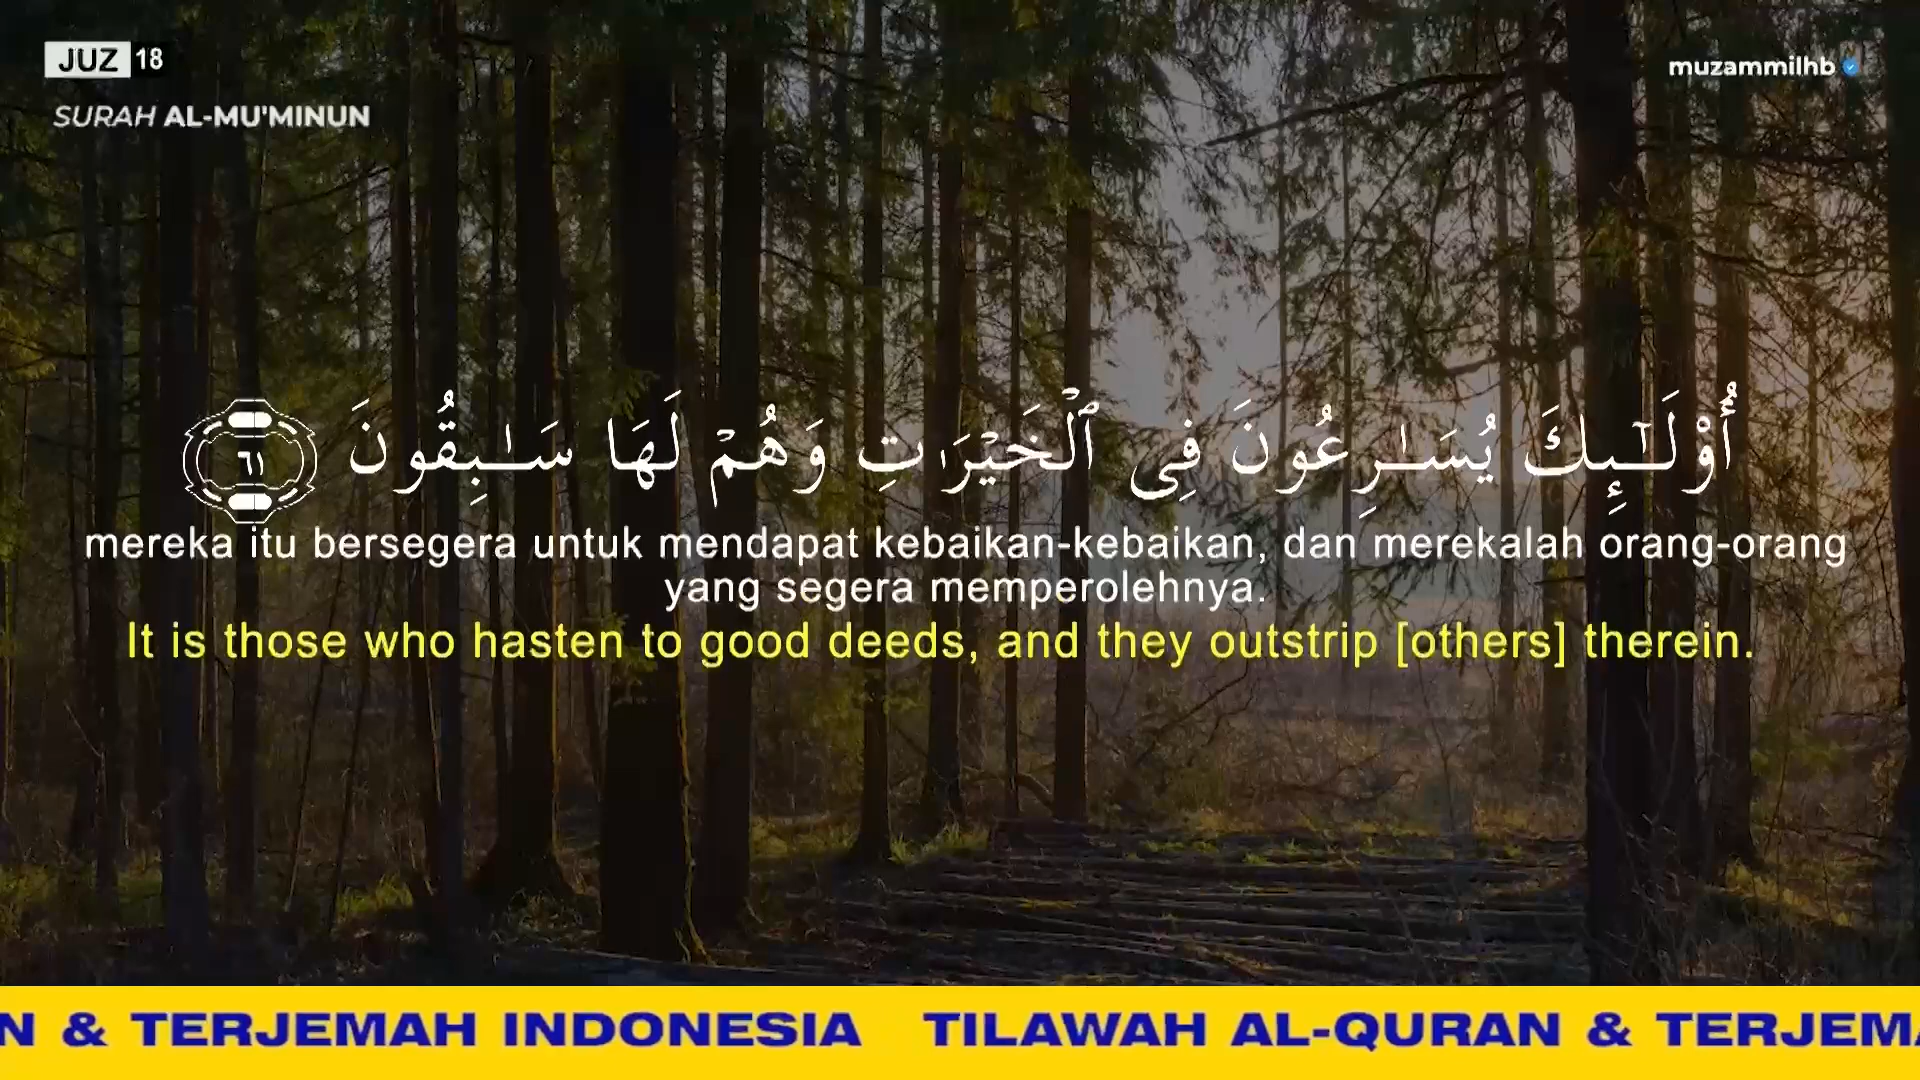 JUZ 18
muzammilhb
SURAH AL-MU'MINUN
أُو۟لَـٰٓئِكَ يُسَـٰرِعُونَ فِى ٱلْخَيْرَٰتِ وَهُمْ لَهَا سَـٰبِقُونَ ٦١
mereka itu bersegera untuk mendapat kebaikan-kebaikan, dan merekalah orang-orang
yang segera memperolehnya.
It is those who hasten to good deeds, and they outstrip [others] therein.
N & TERJEMAH INDONESIA TILAWAH AL-QURAN & TERJEMA